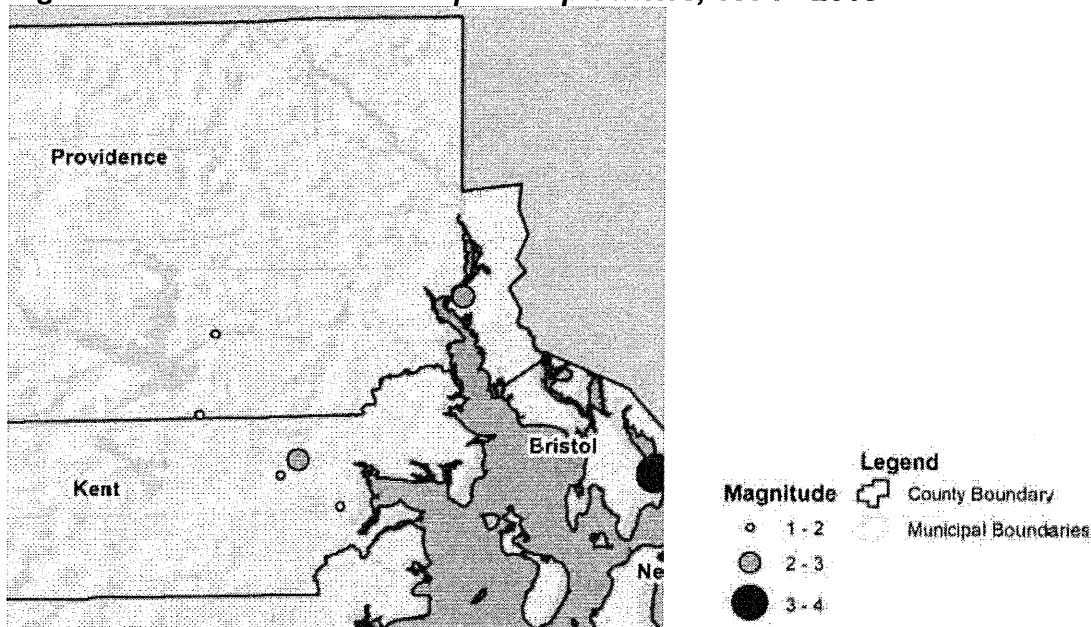 Providence
Bristol
Kent
Ne
Legend
Magnitude
County Boundary
1 - 2
Municipal Boundaries
2 - 3
3 - 4